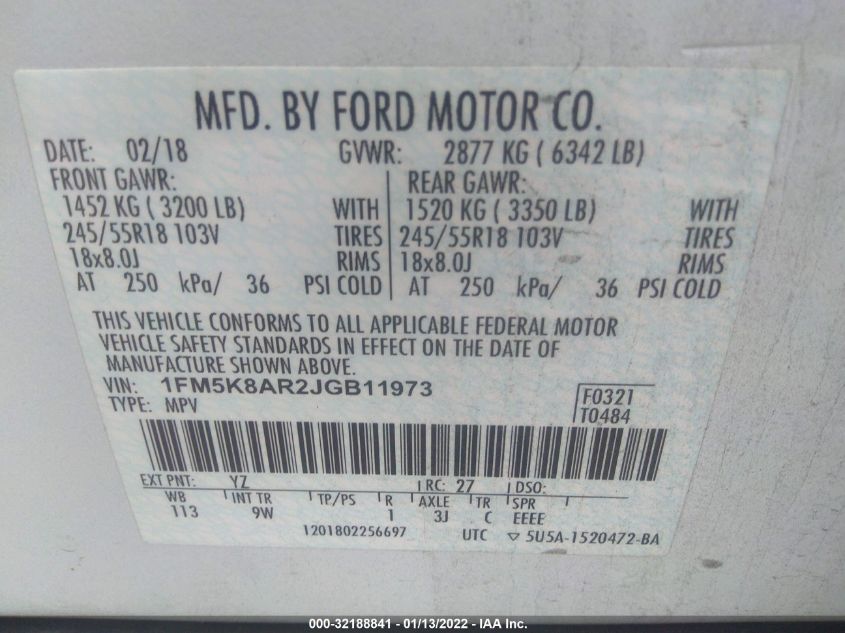 MFD. BY FORD MOTOR CO.
DATE: 02/18 GVWR: 2877 KG ( 6342 LB)
FRONT GAWR: REAR GAWR:
1452 KG ( 3200 LB) WITH 1520 KG ( 3350 LB) WITH
245/55R18 103V TIRES 245/55R18 103V TIRES
18x8.0J RIMS 18x8.0J RIMS
AT 250 kPa/ 36 PSI COLD AT 250 kPa/ 36 PSI COLD
THIS VEHICLE CONFORMS TO ALL APPLICABLE FEDERAL MOTOR
VEHICLE SAFETY STANDARDS IN EFFECT ON THE DATE OF
MANUFACTURE SHOWN ABOVE.
VIN: 1FM5K8AR2JGB11973 F0321
TYPE: MPV T0484
EXT PNT: YZ RC: 27 DSO:
WB INT TR TP/PS R AXLE TR SPR
113 9W 1 3J C EEEE
1201802256697 UTC ▽ 5U5A-1520472-BA
000-32188841 - 01/13/2022 - IAA Inc.